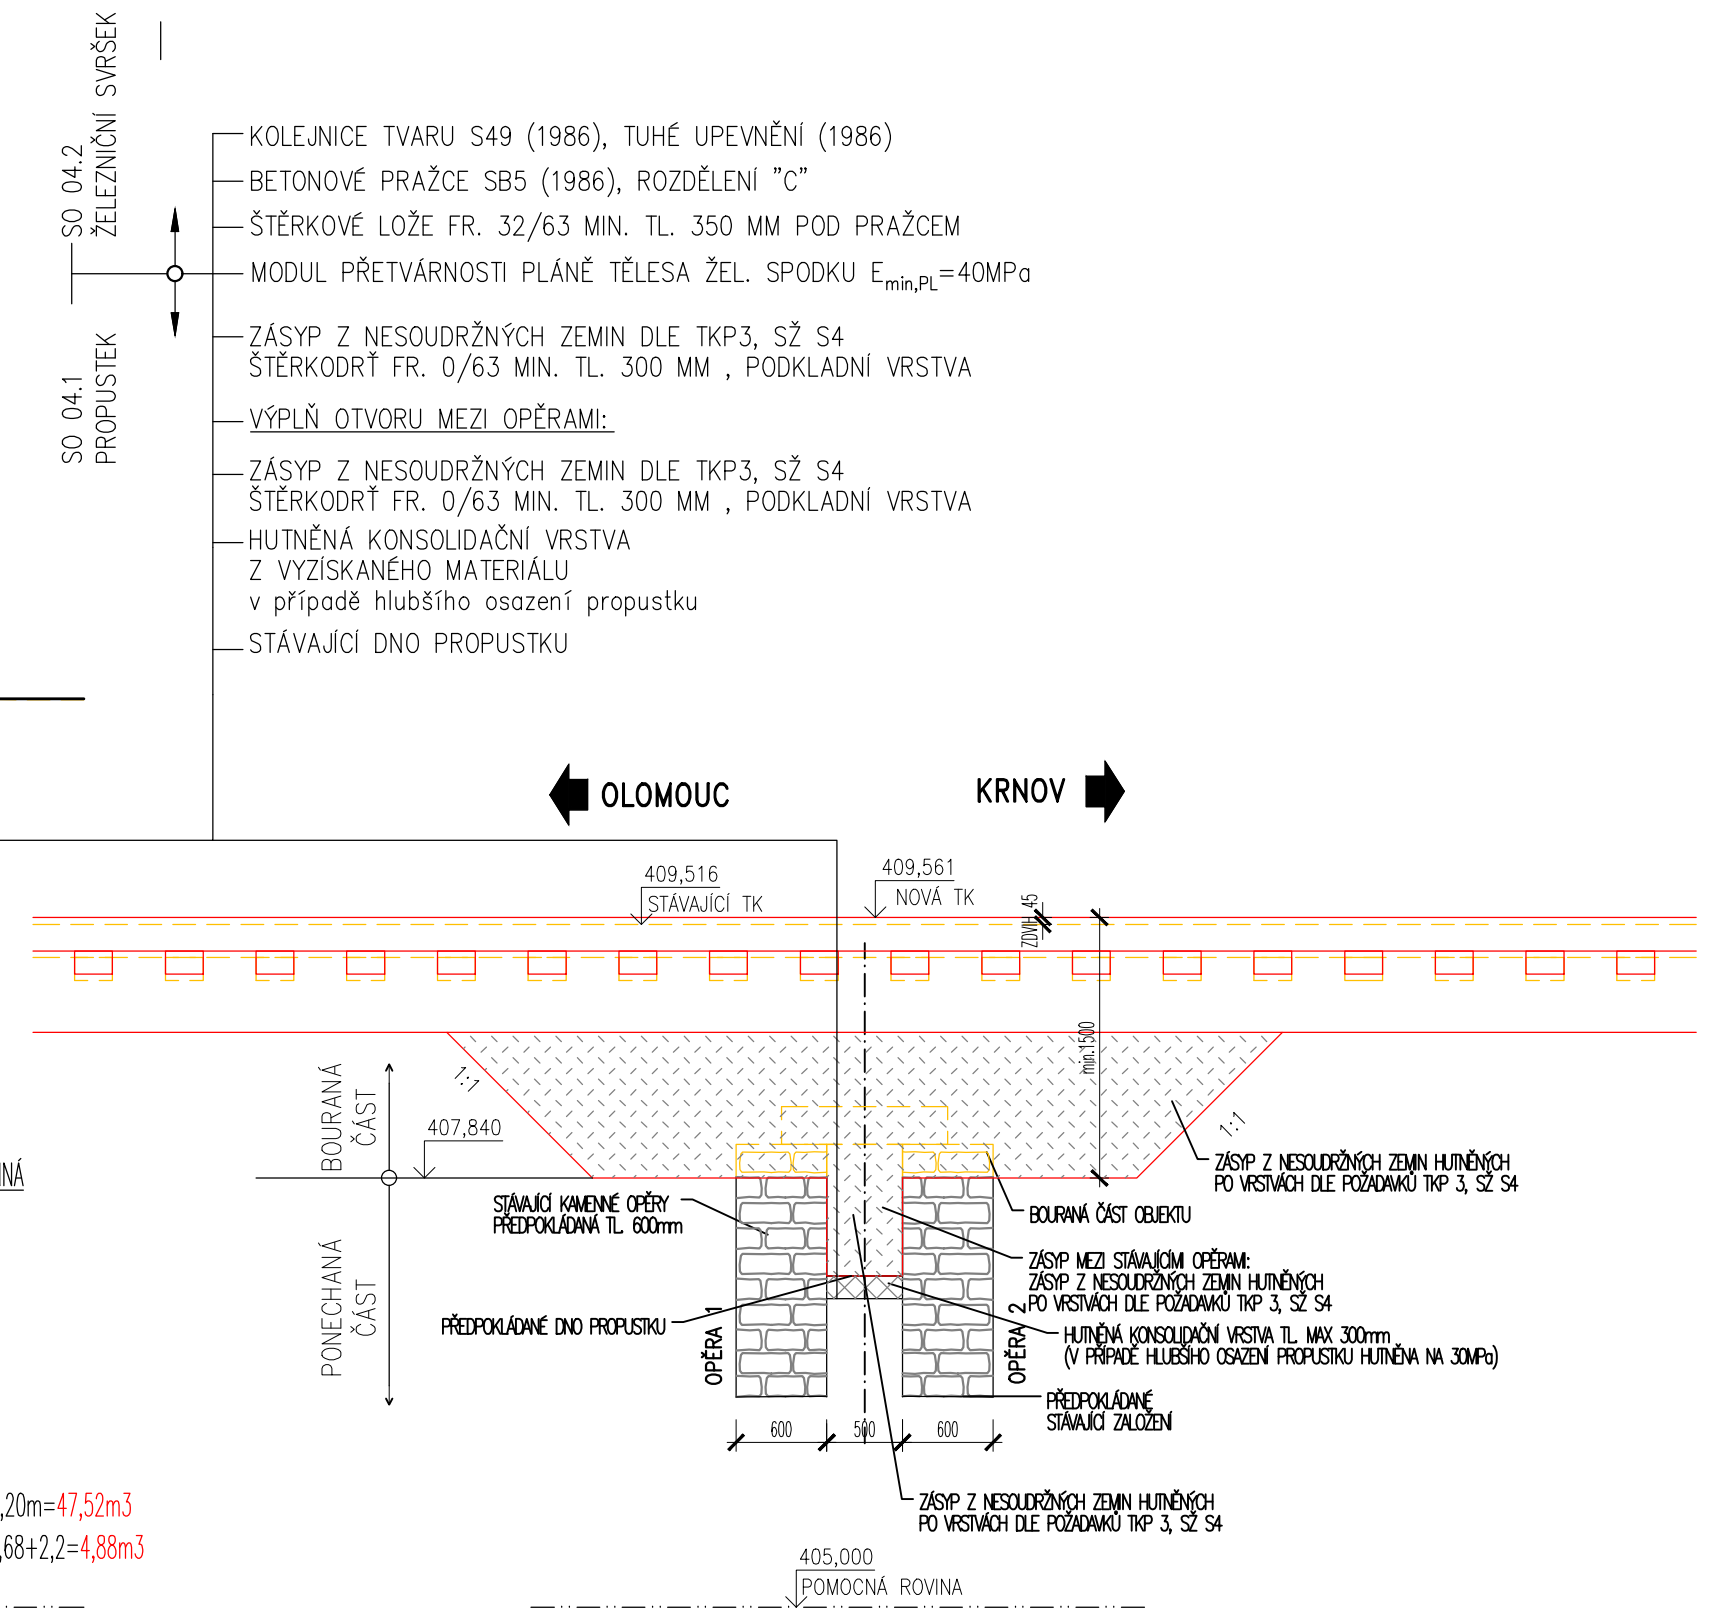 SO 04.2
ŽELEZNIČNÍ SVRŠEK
SO 04.1
PROPUSTEK
KOLEJNICE TVARU S49 (1986), TUHÉ UPEVNĚNÍ (1986)
BETONOVÉ PRAŽCE SB5 (1986), ROZDĚLENÍ "C"
ŠTĚRKOVÉ LOŽE FR. 32/63 MIN. TL. 350 MM POD PRAŽCEM
MODUL PŘETVÁRNOSTI PLÁNĚ TĚLESA ŽEL. SPODKU Emin,PL=40MPa
ZÁSYP Z NESOUDRŽNÝCH ZEMIN DLE TKP3, SŽ S4
ŠTĚRKODRŤ FR. 0/63 MIN. TL. 300 MM , PODKLADNÍ VRSTVA
VÝPLŇ OTVORU MEZI OPĚRAMI:
ZÁSYP Z NESOUDRŽNÝCH ZEMIN DLE TKP3, SŽ S4
ŠTĚRKODRŤ FR. 0/63 MIN. TL. 300 MM , PODKLADNÍ VRSTVA
HUTNĚNÁ KONSOLIDAČNÍ VRSTVA
Z VYZÍSKANÉHO MATERIÁLU
v případě hlubšího osazení propustku
STÁVAJÍCÍ DNO PROPUSTKU
OLOMOUC
KRNOV
409,516
STÁVAJÍCÍ TK
409,561
NOVÁ TK
ZDVIH 45
min.1500
1:1
1:1
BOURANÁ
ČÁST
407,840
PONECHANÁ
ČÁST
NÁ
STÁVAJÍCÍ KAMENNÉ OPĚRY
PŘEDPOKLÁDANÁ TL. 600mm
PŘEDPOKLÁDANÉ DNO PROPUSTKU
OPĚRA 1
OPĚRA 2
ZÁSYP Z NESOUDRŽNÝCH ZEMIN HUTNĚNÝCH
PO VRSTVÁCH DLE POŽADAVKŮ TKP 3, SŽ S4
BOURANÁ ČÁST OBJEKTU
ZÁSYP MEZI STÁVAJÍCÍMI OPĚRAMI:
ZÁSYP Z NESOUDRŽNÝCH ZEMIN HUTNĚNÝCH
PO VRSTVÁCH DLE POŽADAVKŮ TKP 3, SŽ S4
HUTNĚNÁ KONSOLIDAČNÍ VRSTVA TL. MAX 300mm
(V PŘÍPADĚ HLUBŠÍHO OSAZENÍ PROPUSTKU HUTNĚNA NA 30MPa)
PŘEDPOKLÁDANÉ
STÁVAJÍCÍ ZALOŽENÍ
600
500
600
ZÁSYP Z NESOUDRŽNÝCH ZEMIN HUTNĚNÝCH
PO VRSTVÁCH DLE POŽADAVKŮ TKP 3, SŽ S4
,20m=47,52m3
,68+2,2=4,88m3
405,000
POMOCNÁ ROVINA